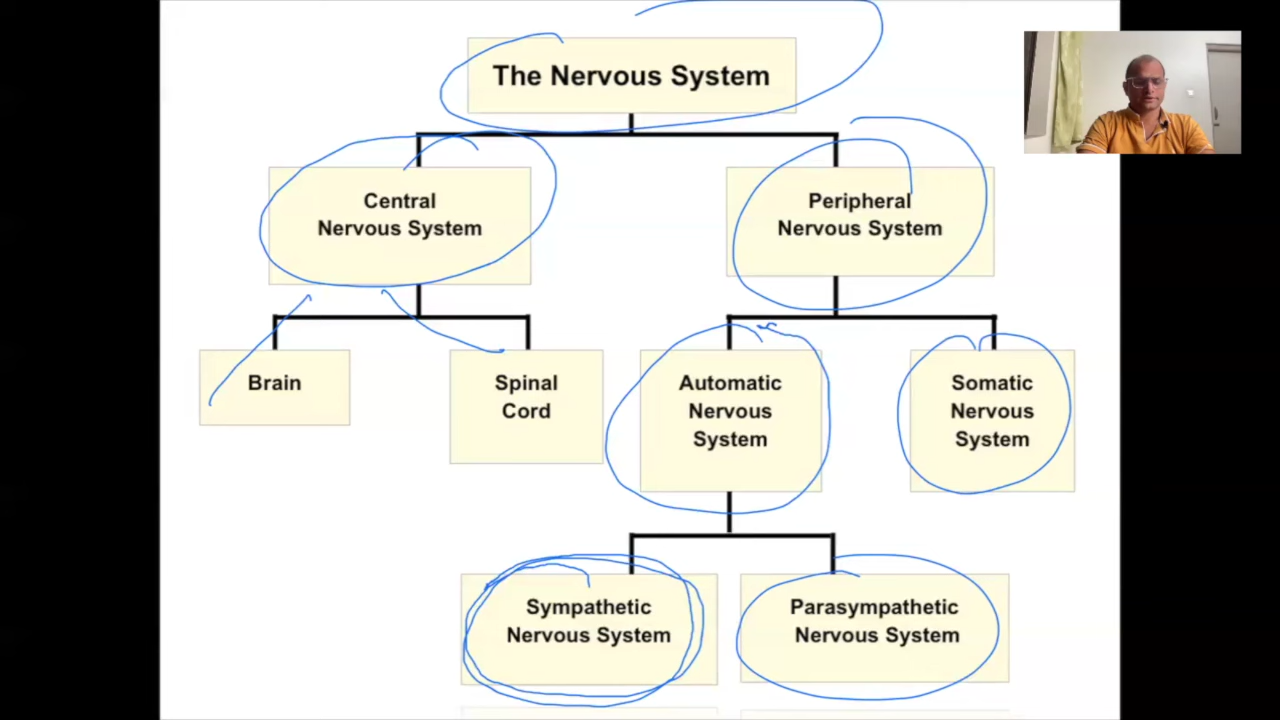 The Nervous System
Central
Nervous System
Peripheral
Nervous System
Brain
Spinal
Cord
Automatic
Nervous
System
Somatic
Nervous
System
Sympathetic
Nervous System
Parasympathetic
Nervous System